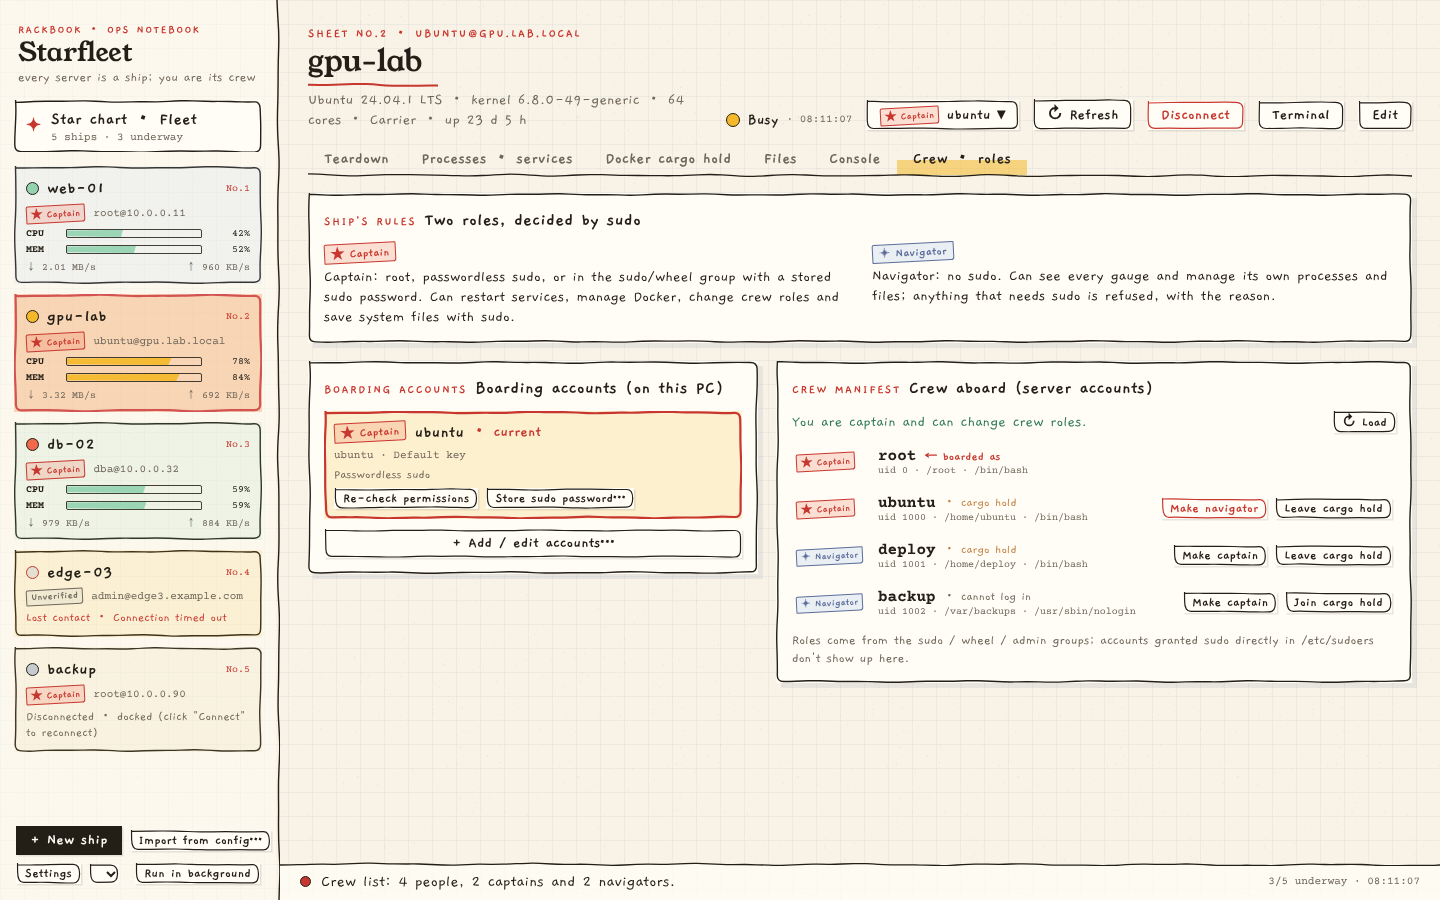 RACKBOOK • OPS NOTEBOOK
Starfleet
every server is a ship; you are its crew
Star chart • Fleet
5 ships · 3 underway
web-01 No.1
Captain root@10.0.0.11
CPU 42%
MEM 52%
↓ 2.01 MB/s ↑ 960 KB/s
gpu-lab No.2
Captain ubuntu@gpu.lab.local
CPU 78%
MEM 84%
↓ 3.32 MB/s ↑ 692 KB/s
db-02 No.3
Captain dba@10.0.0.32
CPU 59%
MEM 59%
↓ 979 KB/s ↑ 884 KB/s
edge-03 No.4
Unverified admin@edge3.example.com
Lost contact • Connection timed out
backup No.5
Captain root@10.0.0.90
Disconnected • docked (click "Connect"
to reconnect)
+ New ship Import from config···
Settings Run in background
SHEET NO.2 • UBUNTU@GPU.LAB.LOCAL
gpu-lab
Ubuntu 24.04.1 LTS • kernel 6.8.0-49-generic • 64
cores • Carrier • up 23 d 5 h
Busy · 08:11:07 Captain ubuntu ▼ Refresh Disconnect Terminal Edit
Teardown Processes • services Docker cargo hold Files Console Crew • roles
SHIP'S RULES Two roles, decided by sudo
Captain
Captain: root, passwordless sudo, or in the sudo/wheel group with a stored
sudo password. Can restart services, manage Docker, change crew roles and
save system files with sudo.
Navigator
Navigator: no sudo. Can see every gauge and manage its own processes and
files; anything that needs sudo is refused, with the reason.
BOARDING ACCOUNTS Boarding accounts (on this PC)
Captain ubuntu • current
ubuntu · Default key
Passwordless sudo
Re-check permissions Store sudo password···
+ Add / edit accounts···
CREW MANIFEST Crew aboard (server accounts)
You are captain and can change crew roles. Load
Captain root ← boarded as
uid 0 · /root · /bin/bash
Captain ubuntu • cargo hold Make navigator Leave cargo hold
uid 1000 · /home/ubuntu · /bin/bash
Navigator deploy • cargo hold Make captain Leave cargo hold
uid 1001 · /home/deploy · /bin/bash
Navigator backup • cannot log in Make captain Join cargo hold
uid 1002 · /var/backups · /usr/sbin/nologin
Roles come from the sudo / wheel / admin groups; accounts granted sudo directly in /etc/sudoers
don't show up here.
Crew list: 4 people, 2 captains and 2 navigators. 3/5 underway · 08:11:07